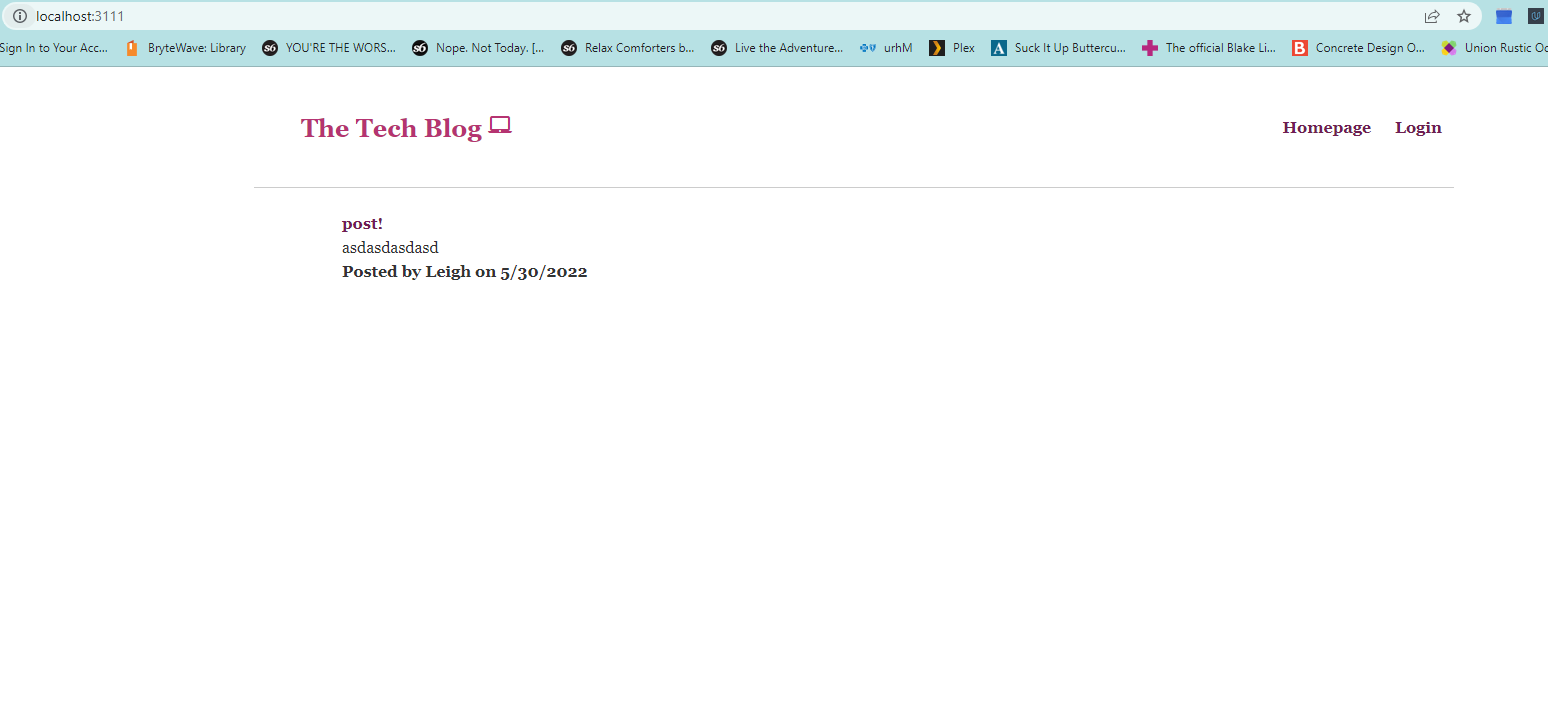 localhost:3111
Sign In to Your Acc... BryteWave: Library YOU'RE THE WORS... Nope. Not Today. [... Relax Comforters b... Live the Adventure... urhM Plex Suck It Up Buttercu... The official Blake Li... Concrete Design O... Union Rustic Oc
The Tech Blog Homepage Login
post!
asdasdasdasd
Posted by Leigh on 5/30/2022